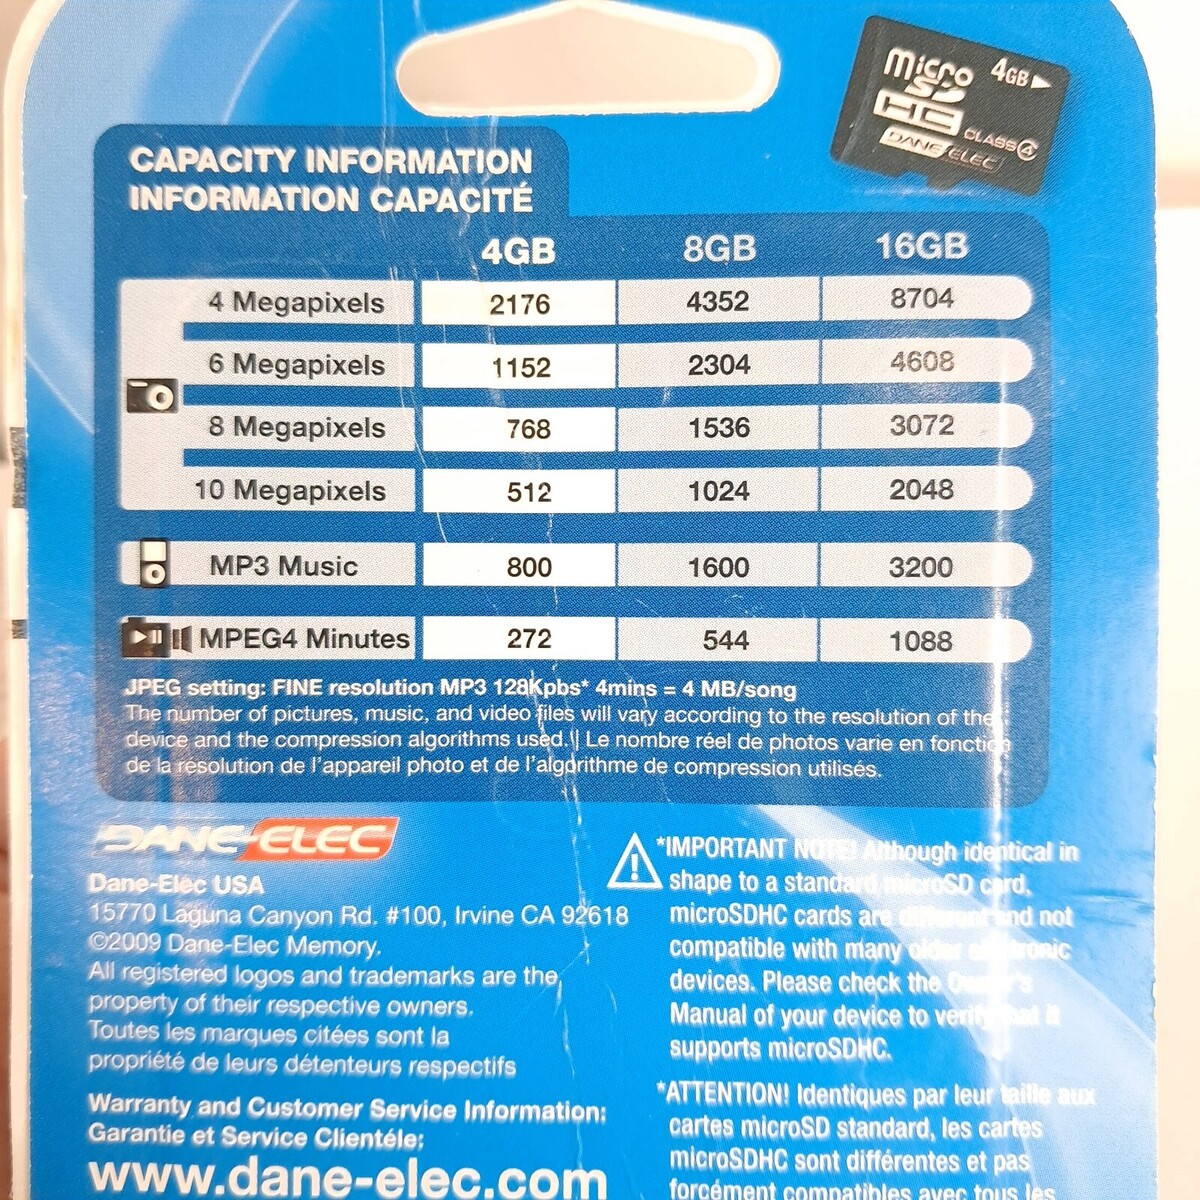 micro SD HC 4GB
CLASS 4
DANE-ELEC
CAPACITY INFORMATION
INFORMATION CAPACITÉ
4GB 8GB 16GB
4 Megapixels 2176 4352 8704
6 Megapixels 1152 2304 4608
8 Megapixels 768 1536 3072
10 Megapixels 512 1024 2048
MP3 Music 800 1600 3200
MPEG4 Minutes 272 544 1088
JPEG setting: FINE resolution MP3 128Kpbs* 4mins = 4 MB/song
The number of pictures, music, and video files will vary according to the resolution of the
device and the compression algorithms used. || Le nombre réel de photos varie en fonction
de la résolution de l'appareil photo et de l'algorithme de compression utilisés.
DANE-ELEC
Dane-Elec USA
15770 Laguna Canyon Rd. #100, Irvine CA 92618
©2009 Dane-Elec Memory.
All registered logos and trademarks are the
property of their respective owners.
Toutes les marques citées sont la
propriété de leurs détenteurs respectifs
Warranty and Customer Service Information:
Garantie et Service Clientéle:
www.dane-elec.com
*IMPORTANT NOTE! Although identical in
shape to a standard microSD card,
microSDHC cards are different and not
compatible with many older electronic
devices. Please check the Owner's
Manual of your device to verify that it
supports microSDHC.
*ATTENTION! Identiques par leur taille aux
cartes microSD standard, les cartes
microSDHC sont différentes et pas
forcément compatibles avec tous les